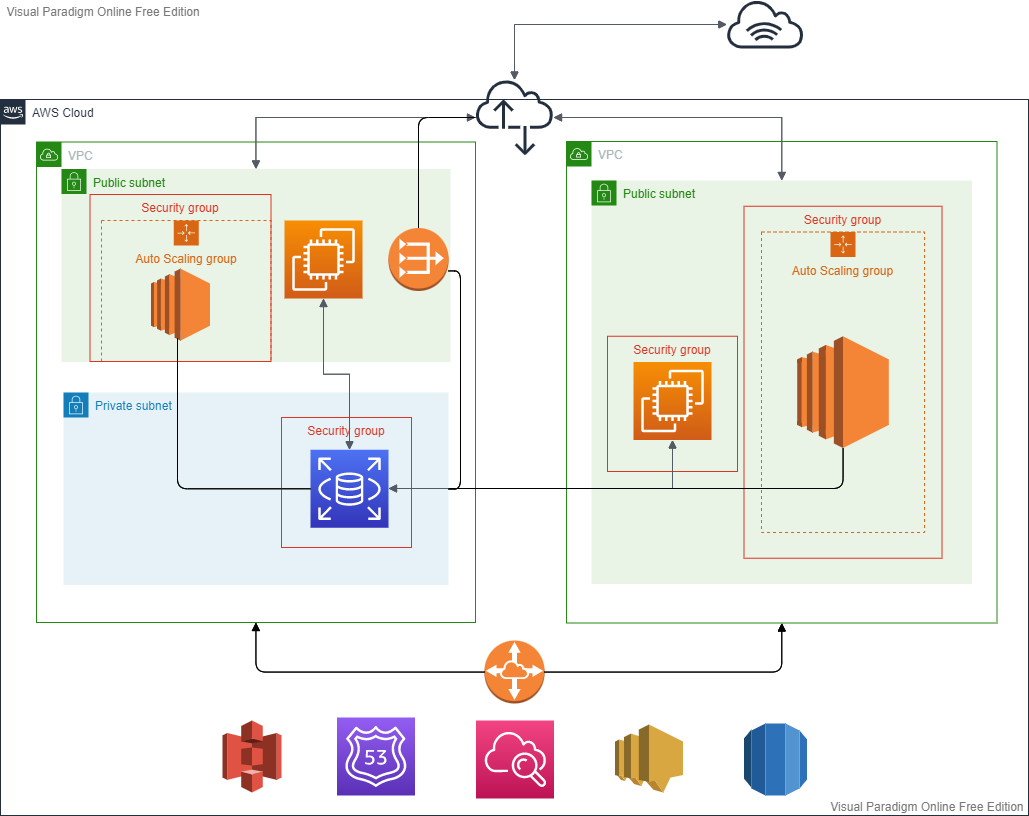 Visual Paradigm Online Free Edition
aws
AWS Cloud
VPC
VPC
Public subnet
Public subnet
Security group
Security group
Auto Scaling group
Auto Scaling group
Security group
Private subnet
Security group
53
Visual Paradigm Online Free Edition